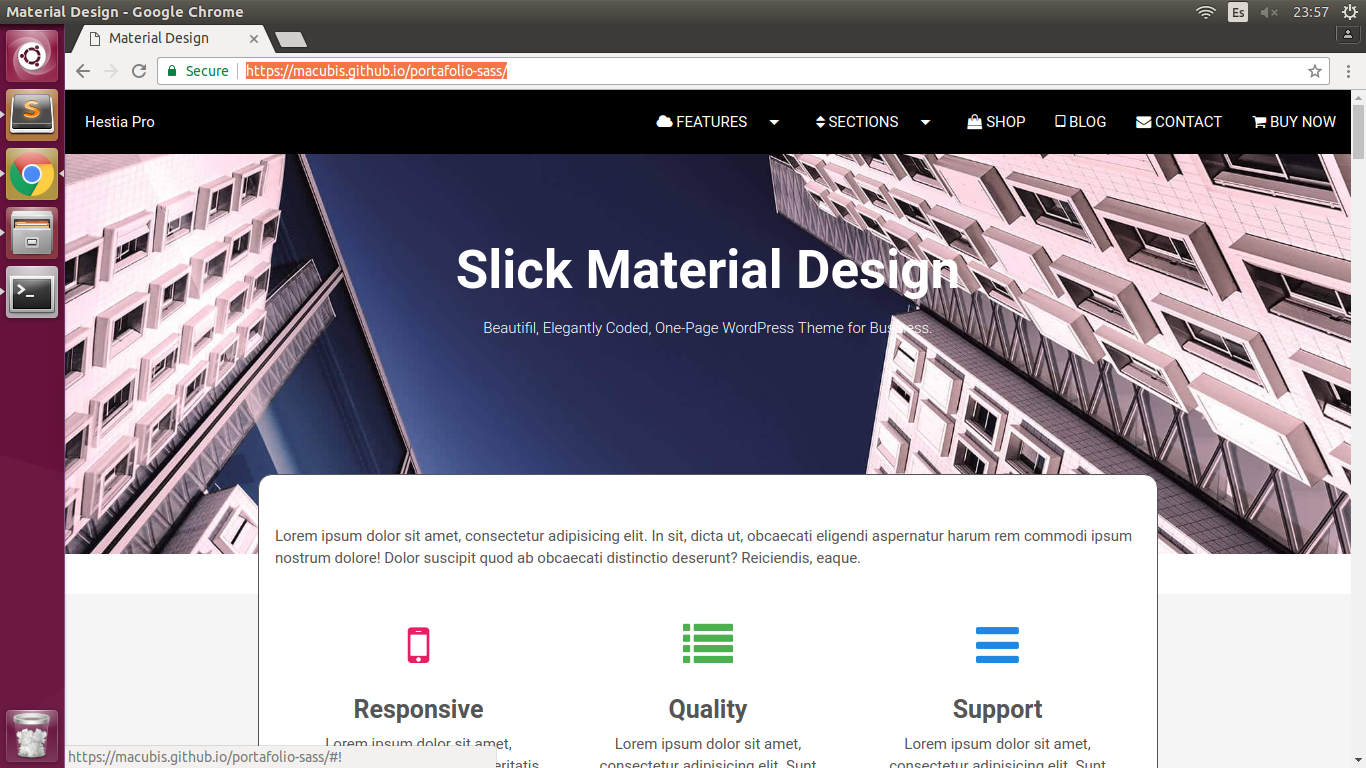 Material Design - Google Chrome
Es
23:57
Material Design
Secure
https://macubis.github.io/portafolio-sass/
Hestia Pro
FEATURES
SECTIONS
SHOP
BLOG
CONTACT
BUY NOW
Slick Material Design
Beautifil, Elegantly Coded, One-Page WordPress Theme for Business.
Lorem ipsum dolor sit amet, consectetur adipisicing elit. In sit, dicta ut, obcaecati eligendi aspernatur harum rem commodi ipsum
nostrum dolore! Dolor suscipit quod ab obcaecati distinctio deserunt? Reiciendis, eaque.
Responsive
Quality
Support
Lorem ipsum dolor sit amet,
Lorem ipsum dolor sit amet,
Lorem ipsum dolor sit amet,
consectetur adipisicing elit. Sunt
consectetur adipisicing elit. Sunt
https://macubis.github.io/portafolio-sass/#!